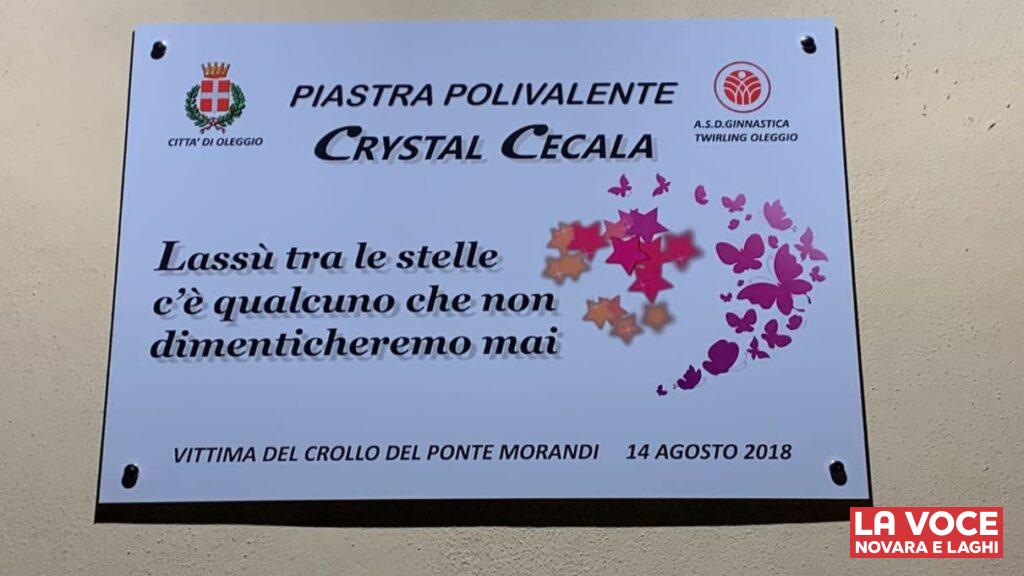 PIASTRA POLIVALENTE
CRYSTAL CECALA
CITTA' DI OLEGGIO
A.S.D.GINNASTICA
TWIRLING OLEGGIO
Lassù tra le stelle
c'è qualcuno che non
dimenticheremo mai
VITTIMA DEL CROLLO DEL PONTE MORANDI 14 AGOSTO 2018
LA VOCE
NOVARA E LAGHI